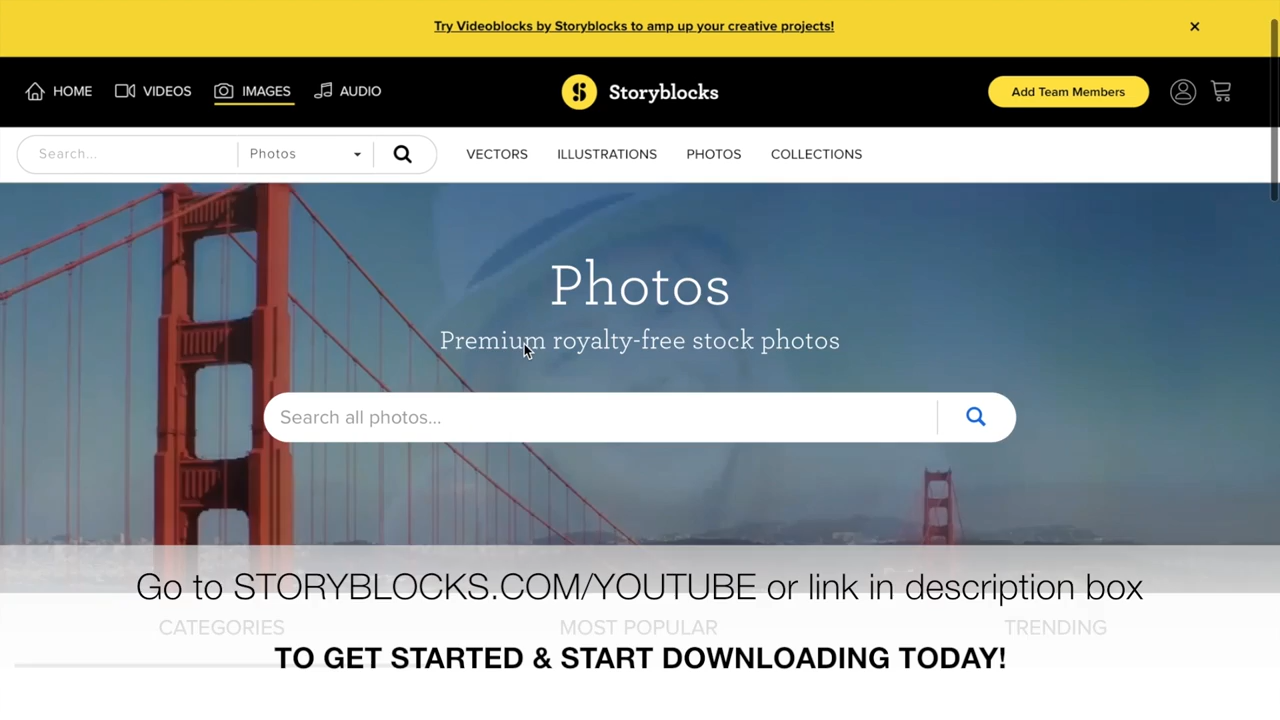 Try Videoblocks by Storyblocks to amp up your creative projects!
HOME VIDEOS IMAGES AUDIO Storyblocks Add Team Members
Search... Photos VECTORS ILLUSTRATIONS PHOTOS COLLECTIONS
Photos
Premium royalty-free stock photos
Search all photos...
Go to STORYBLOCKS.COM/YOUTUBE or link in description box
CATEGORIES MOST POPULAR TRENDING
TO GET STARTED & START DOWNLOADING TODAY!